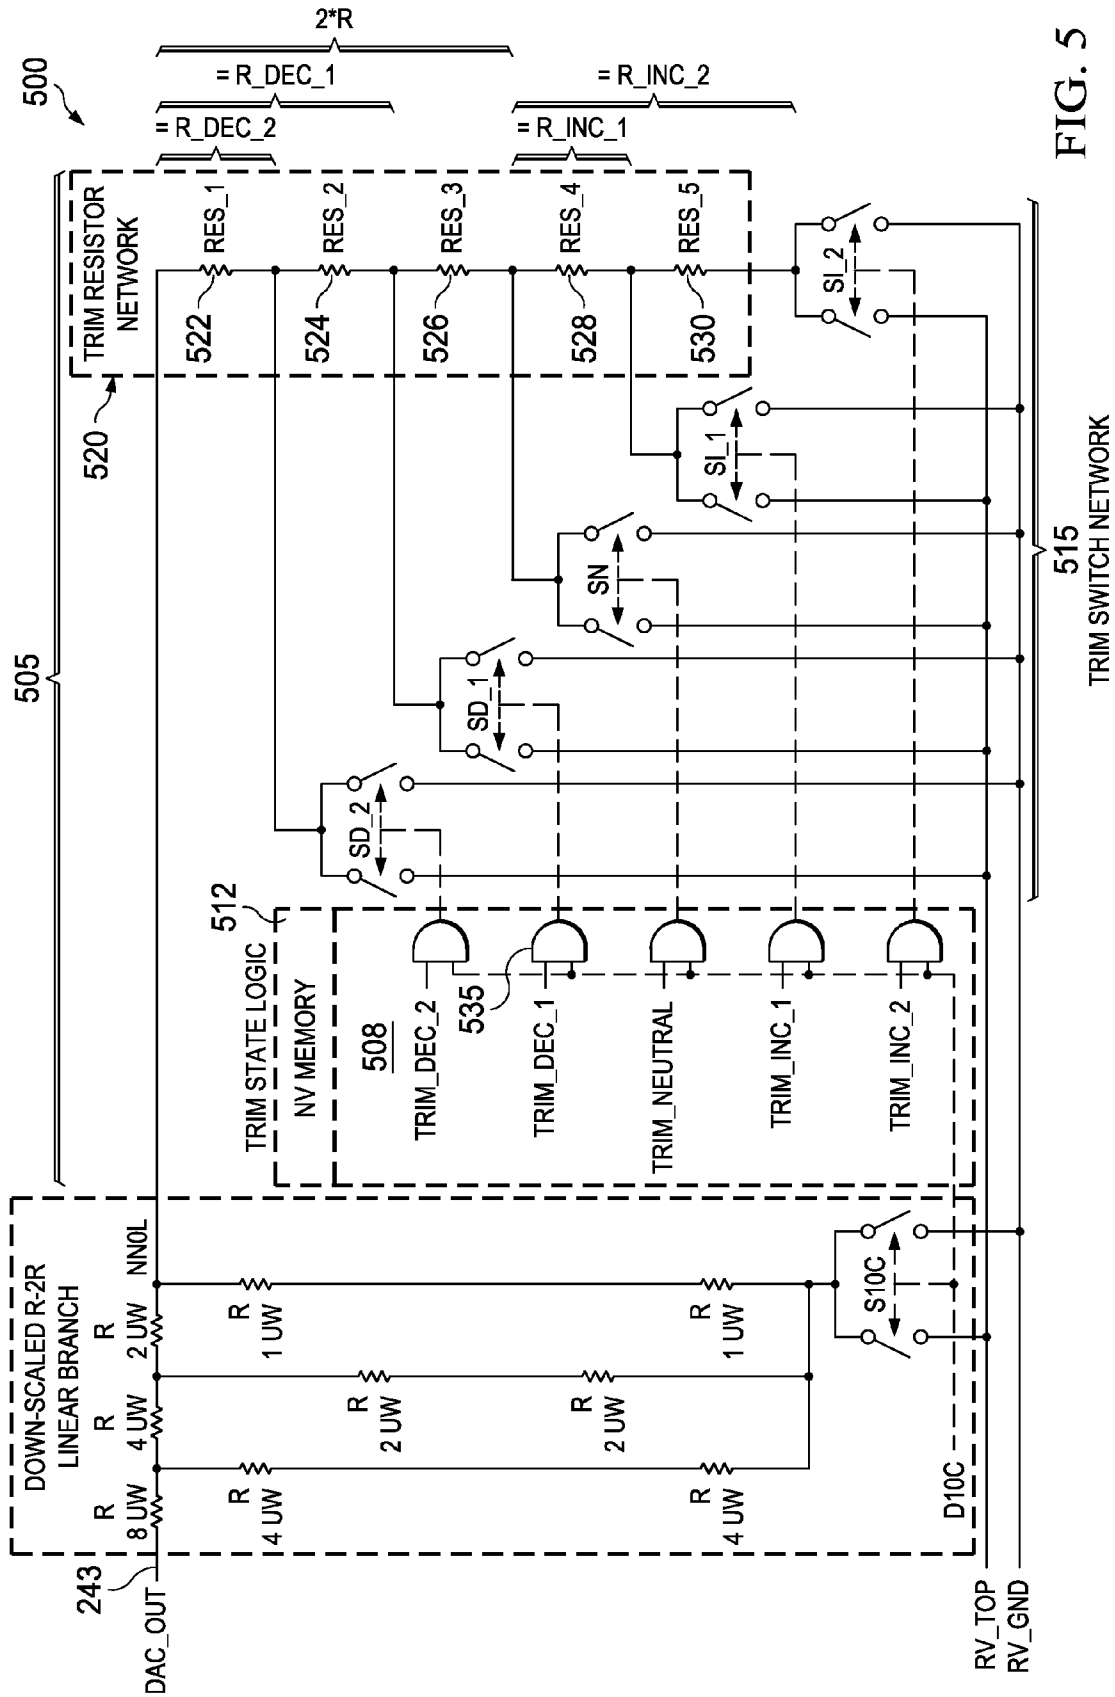 500
505
2*R
= R_DEC_1
= R_DEC_2
= R_INC_2
= R_INC_1
520
TRIM RESISTOR
NETWORK
522
RES_1
524
RES_2
526
RES_3
528
RES_4
530
RES_5
DOWN-SCALED R-2R
LINEAR BRANCH
243
DAC_OUT
R
8 UW
R
4 UW
R
2 UW
NN0L
R
4 UW
R
4 UW
R
2 UW
R
2 UW
R
1 UW
R
1 UW
S10C
D10C
TRIM STATE LOGIC
512
NV MEMORY
508
TRIM_DEC_2
535
TRIM_DEC_1
TRIM_NEUTRAL
TRIM_INC_1
TRIM_INC_2
SD_2
SD_1
SN
SI_1
SI_2
RV_TOP
RV_GND
515
TRIM SWITCH NETWORK
FIG. 5